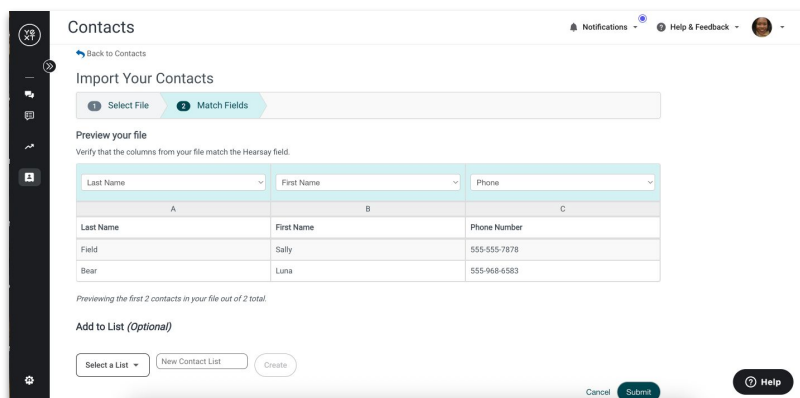 yext
Contacts
Notifications
Help & Feedback
Back to Contacts
Import Your Contacts
1 Select File
2 Match Fields
Preview your file
Verify that the columns from your file match the Hearsay field.
Last Name First Name Phone
A B C
Last Name First Name Phone Number
Field Sally 555-555-7878
Bear Luna 555-968-6583
Previewing the first 2 contacts in your file out of 2 total.
Add to List (Optional)
Select a List New Contact List Create
Cancel Submit
Help